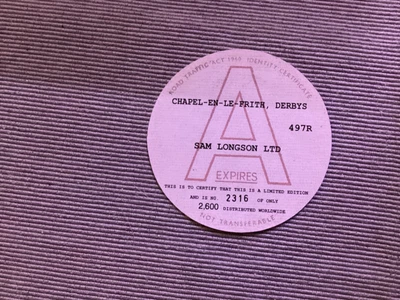 ROAD TRAFFIC ACT 1960 IDENTITY CERTIFICATE
A
CHAPEL-EN-LE-FRITH, DERBYS
497R
SAM LONGSON LTD
EXPIRES
THIS IS TO CERTIFY THAT THIS IS A LIMITED EDITION
AND IS NO. 2316 OF ONLY
2,600 DISTRIBUTED WORLDWIDE
NOT TRANSFERABLE